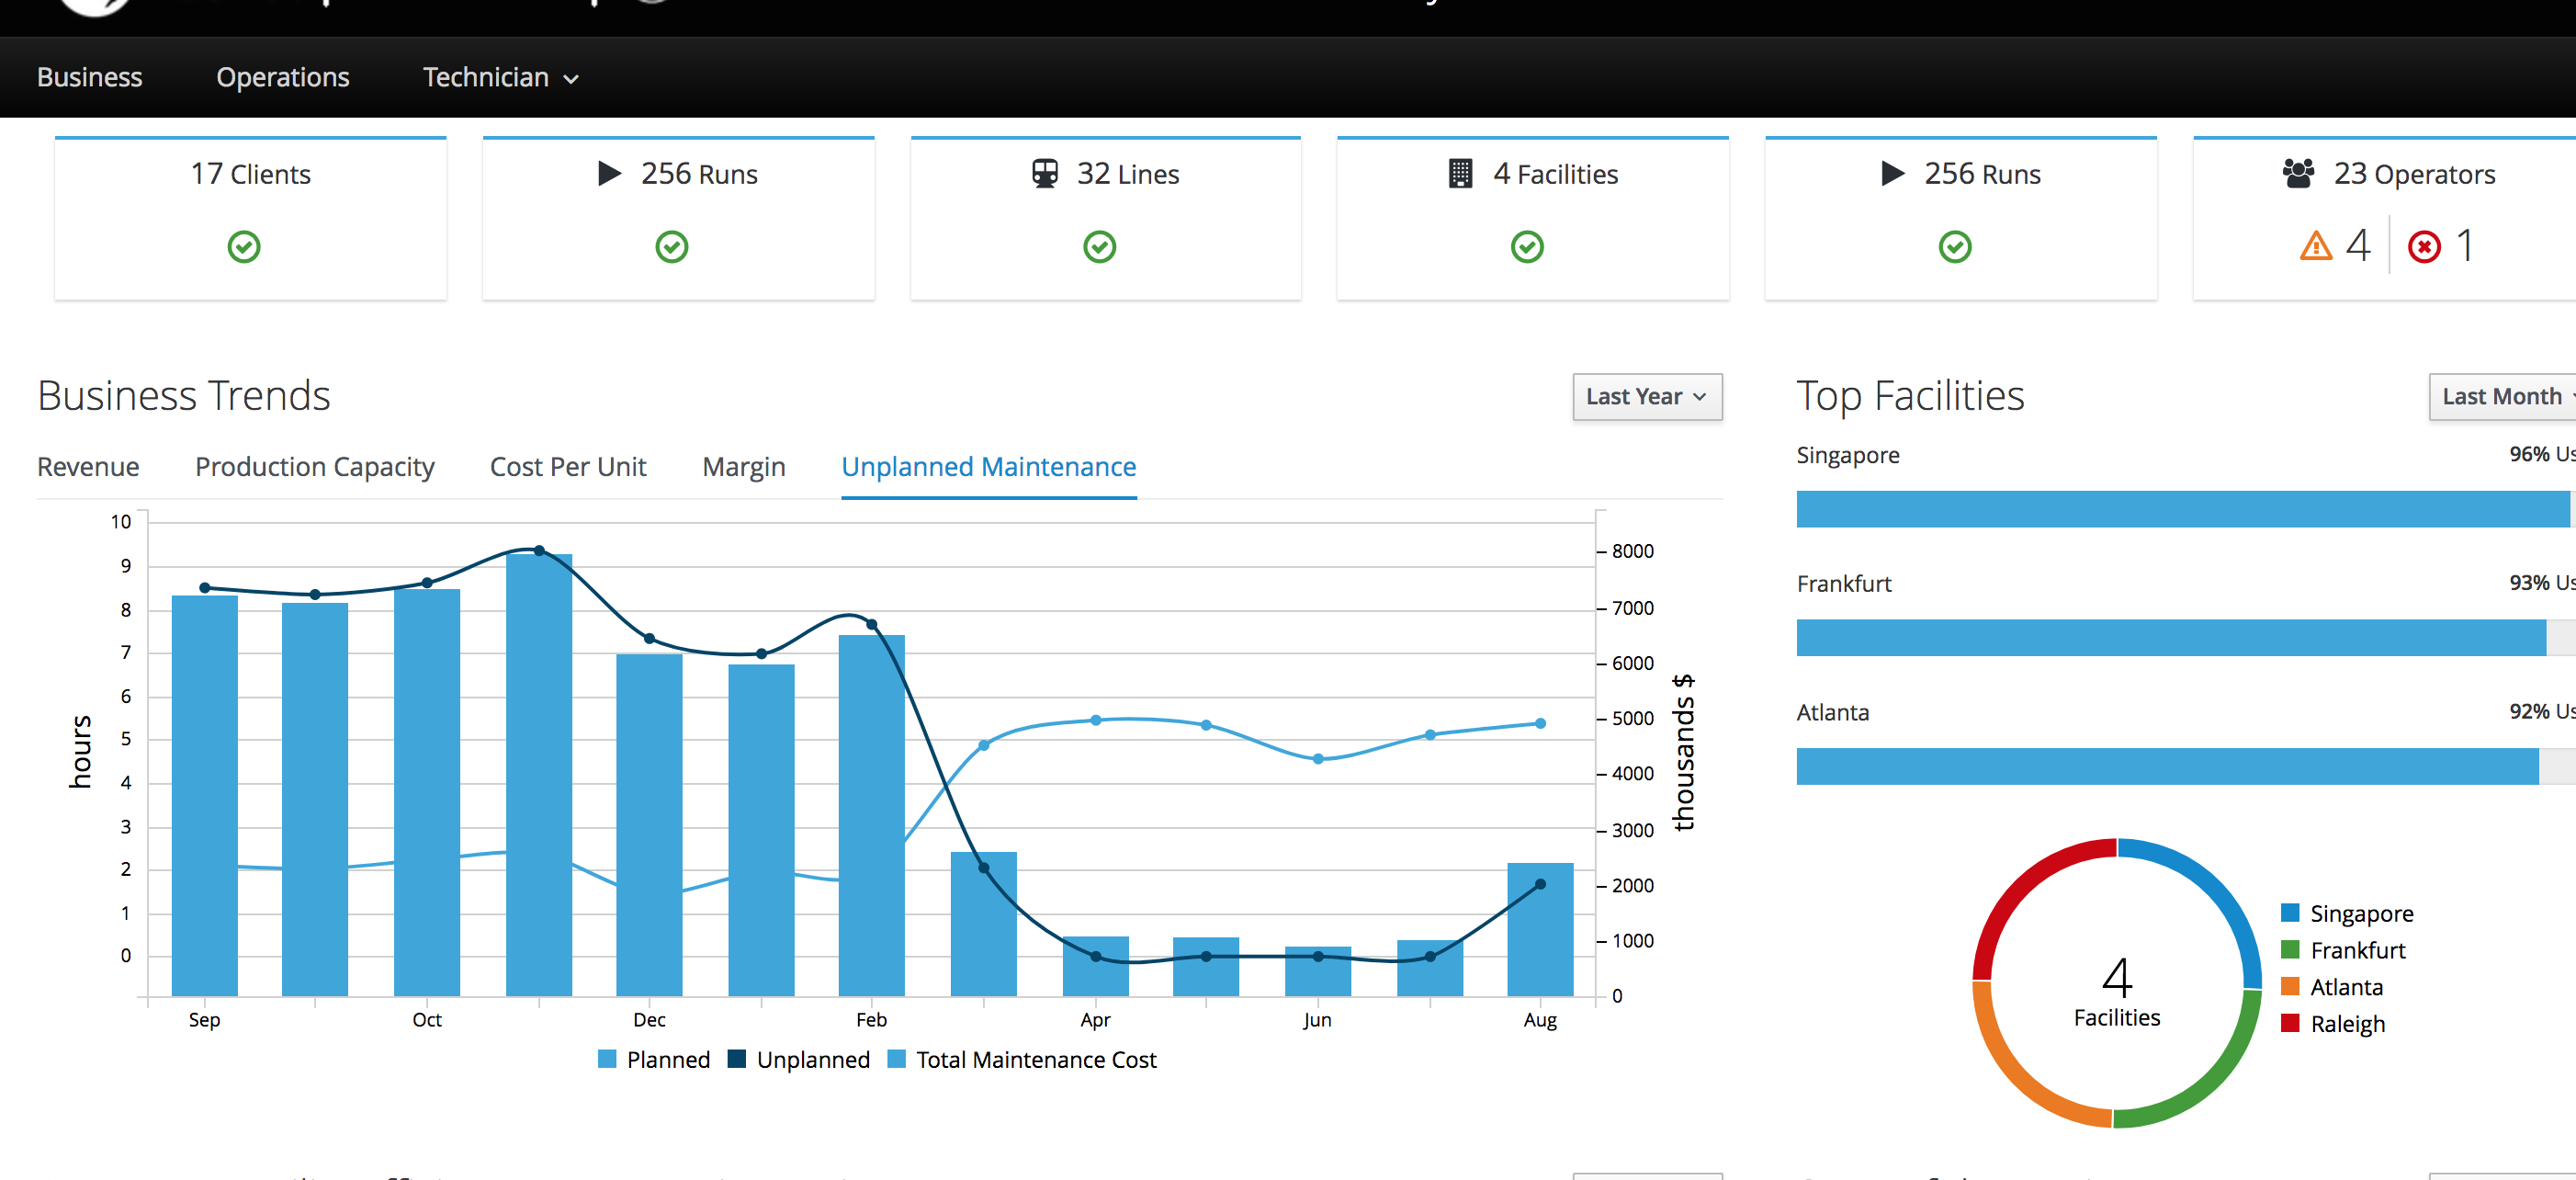 Business Operations Technician
17 Clients
256 Runs
32 Lines
4 Facilities
256 Runs
23 Operators
4 1
Business Trends
Last Year
Revenue Production Capacity Cost Per Unit Margin Unplanned Maintenance
10
9
8
7
6
5
4
3
2
1
0
hours
8000
7000
6000
5000
4000
3000
2000
1000
0
thousands $
Sep Oct Dec Feb Apr Jun Aug
Planned Unplanned Total Maintenance Cost
Top Facilities
Last Month
Singapore 96%
Frankfurt 93%
Atlanta 92%
4
Facilities
Singapore
Frankfurt
Atlanta
Raleigh